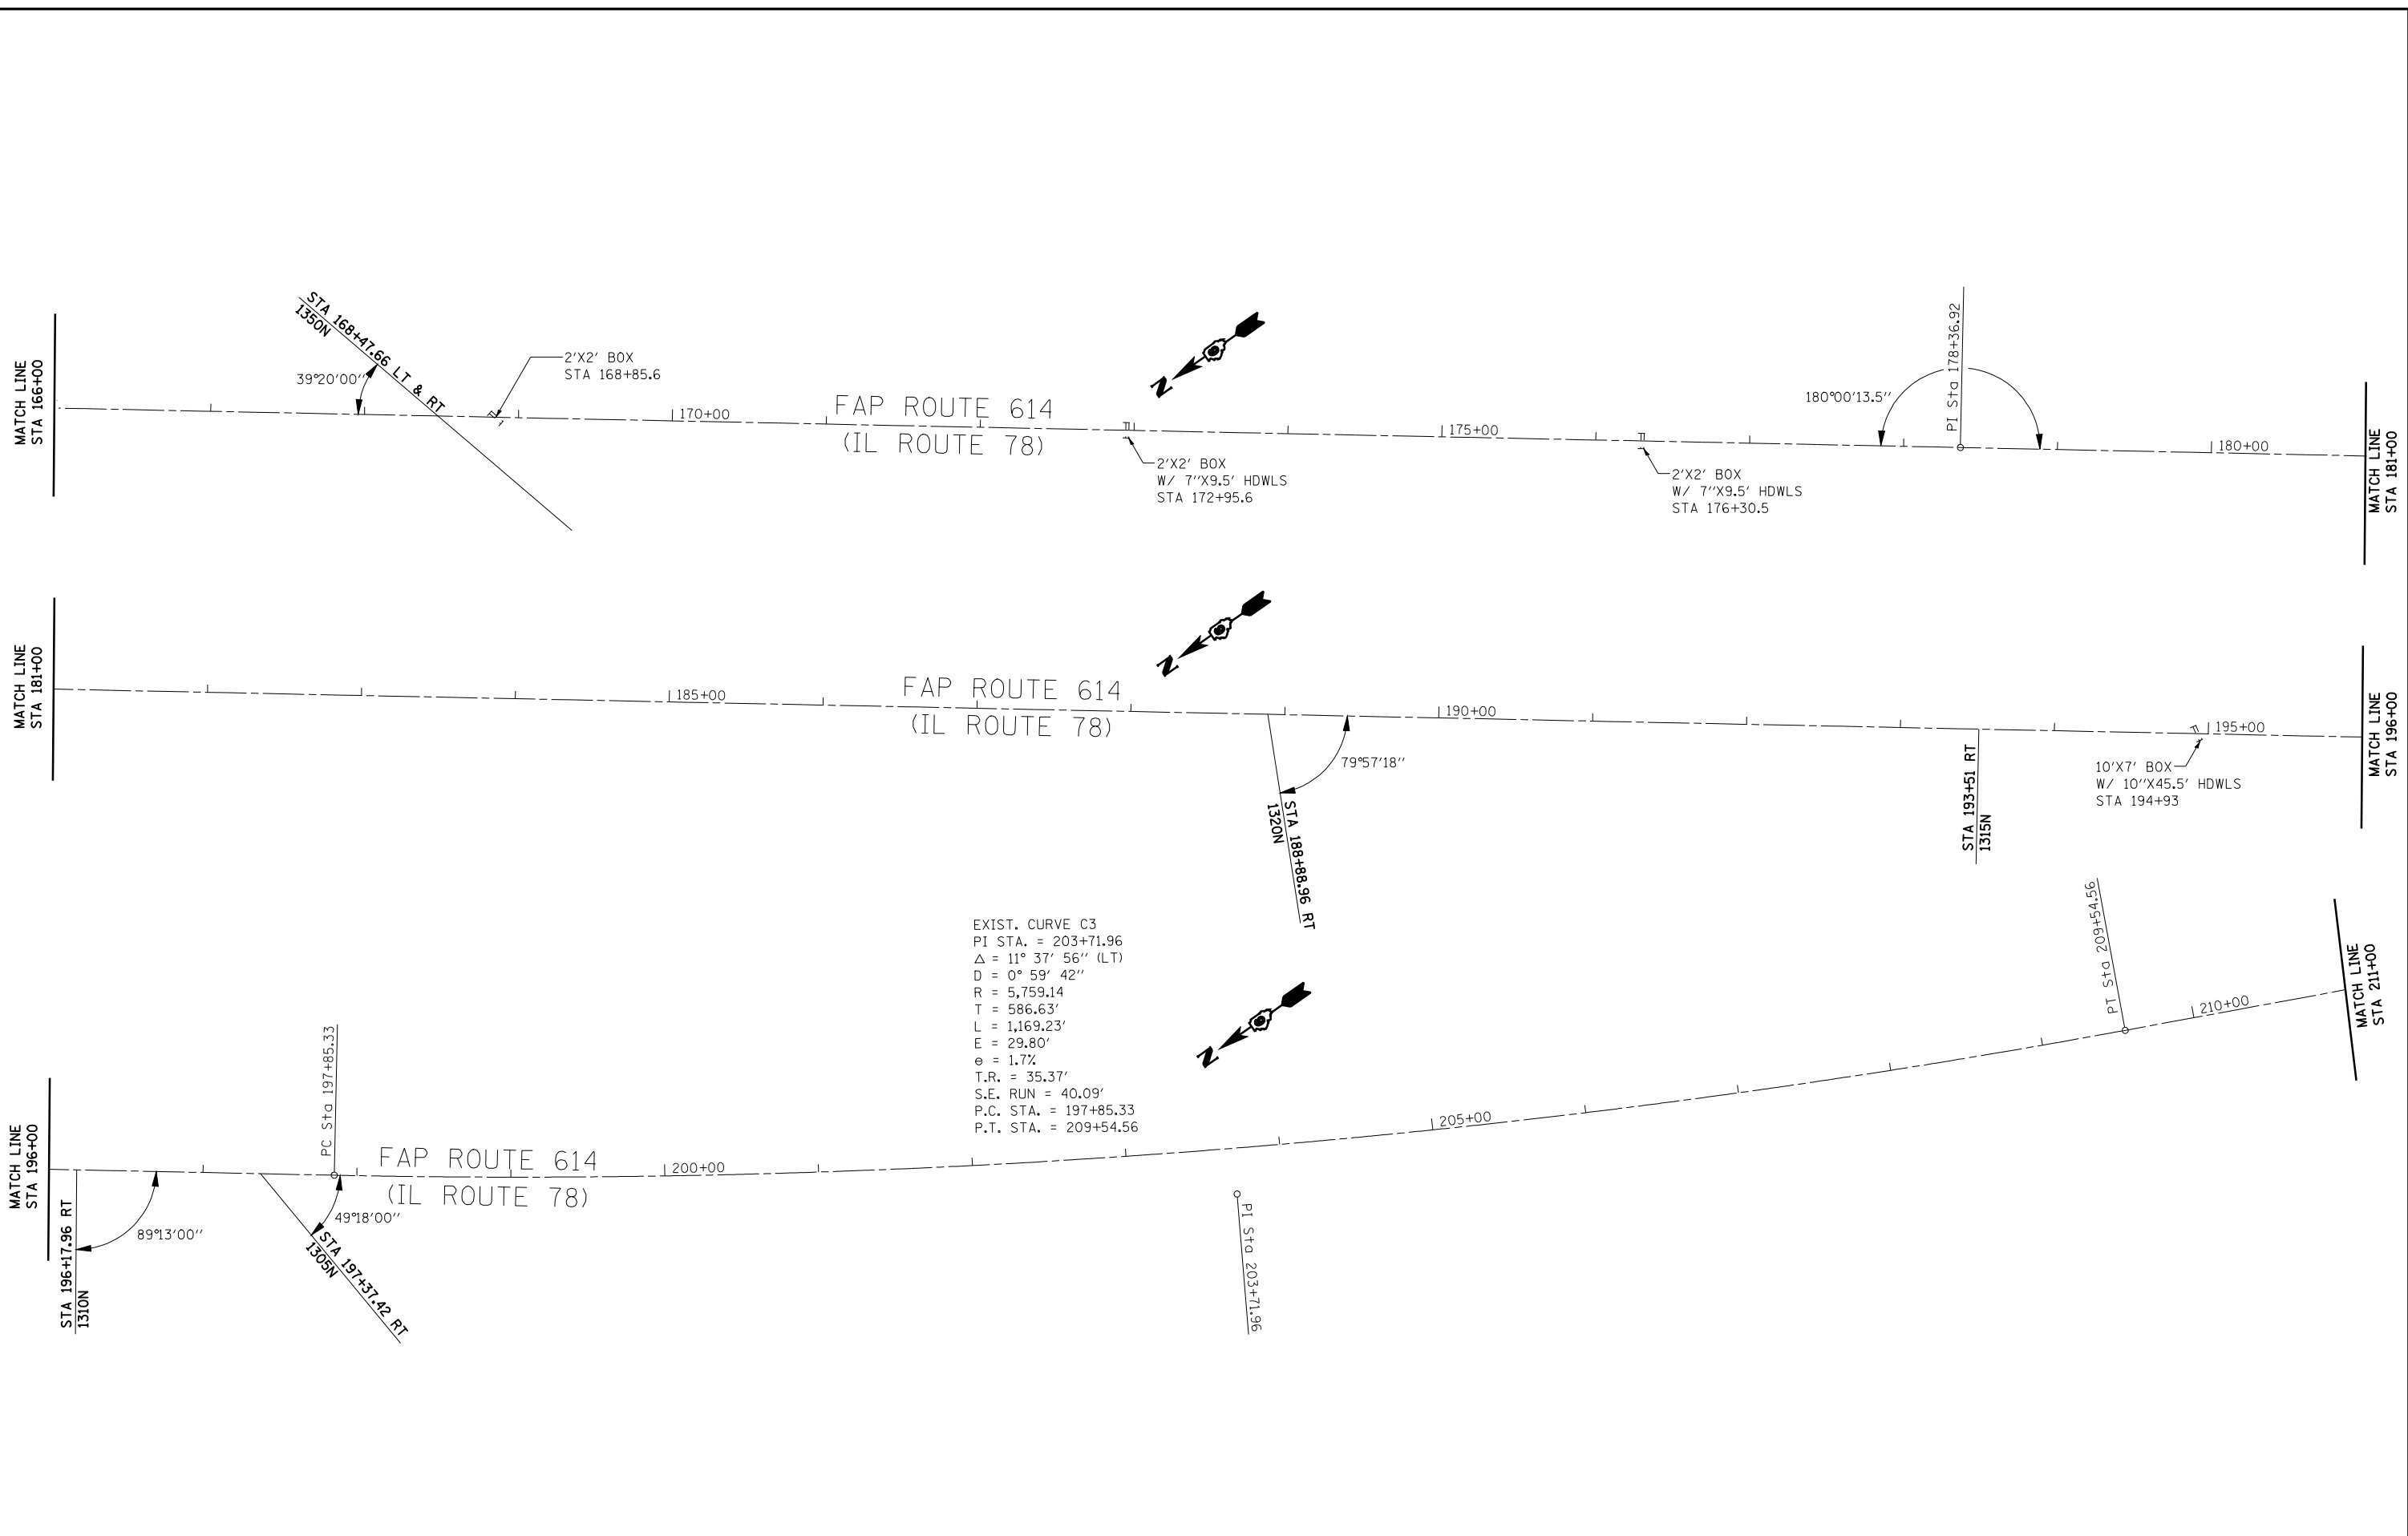 MATCH LINE
STA 166+00
STA 168+47.66 LT & RT
1350N
39°20'00''
2'X2' BOX
STA 168+85.6
170+00
FAP ROUTE 614
(IL ROUTE 78)
N
2'X2' BOX
W/ 7''X9.5' HDWLS
STA 172+95.6
175+00
2'X2' BOX
W/ 7''X9.5' HDWLS
STA 176+30.5
180°00'13.5''
PI Sta 178+36.92
180+00
MATCH LINE
STA 181+00
MATCH LINE
STA 181+00
185+00
FAP ROUTE 614
(IL ROUTE 78)
N
STA 188+88.96 RT
1320N
79°57'18''
190+00
STA 193+51 RT
1315N
10'X7' BOX
W/ 10''X45.5' HDWLS
STA 194+93
195+00
MATCH LINE
STA 196+00
MATCH LINE
STA 196+00
STA 196+17.96 RT
1310N
89°13'00''
PC Sta 197+85.33
49°18'00''
STA 197+37.42 RT
1305N
FAP ROUTE 614
(IL ROUTE 78)
200+00
EXIST. CURVE C3
PI STA. = 203+71.96
Δ = 11° 37' 56'' (LT)
D = 0° 59' 42''
R = 5,759.14
T = 586.63'
L = 1,169.23'
E = 29.80'
e = 1.7%
T.R. = 35.37'
S.E. RUN = 40.09'
P.C. STA. = 197+85.33
P.T. STA. = 209+54.56
N
PI Sta 203+71.96
205+00
PT Sta 209+54.56
210+00
MATCH LINE
STA 211+00